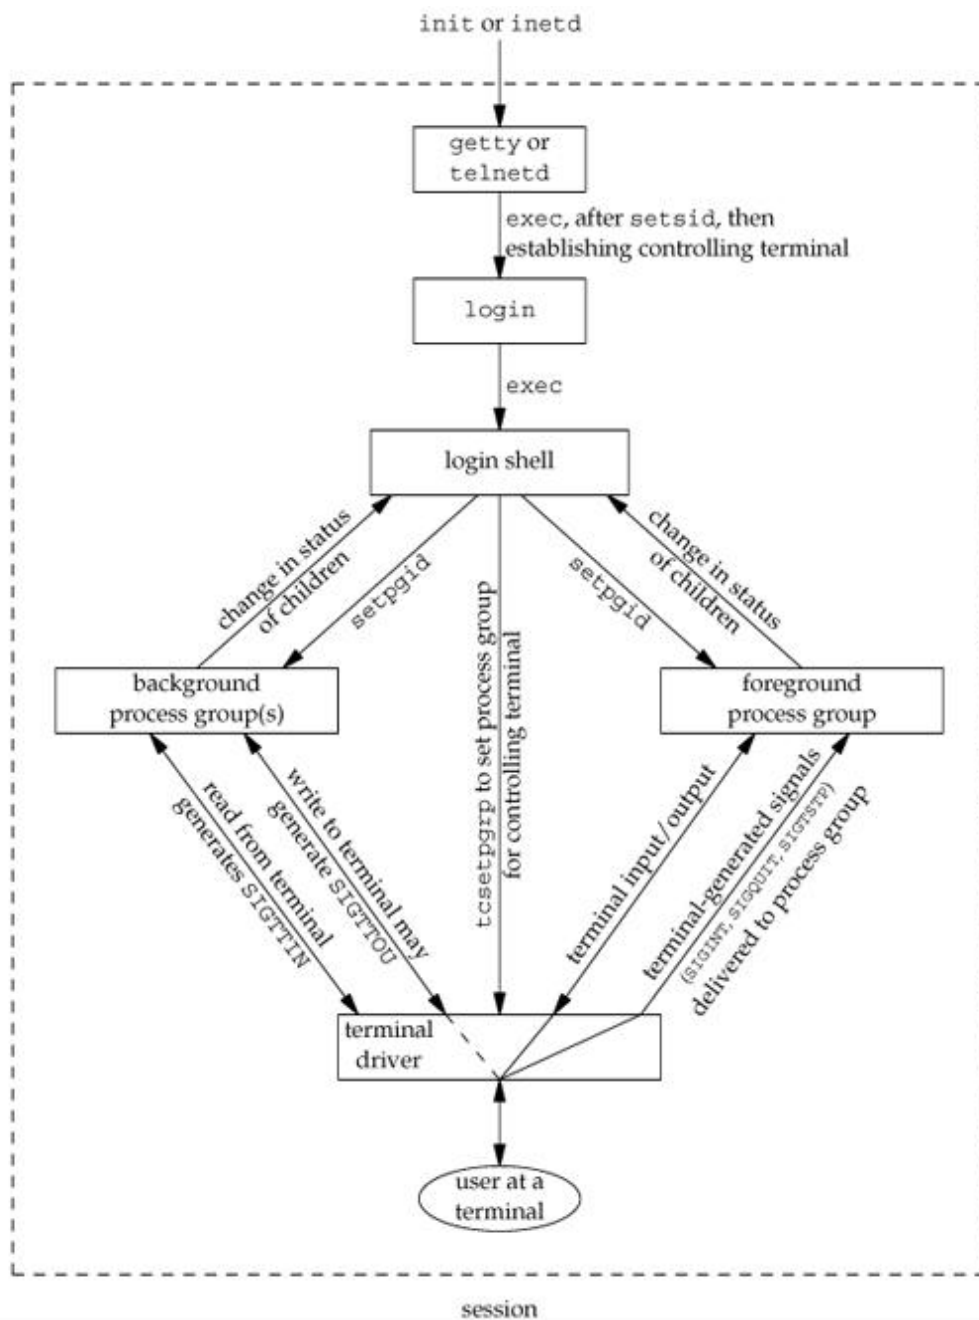 init or inetd
getty or
telnetd
exec, after setsid, then
establishing controlling terminal
login
exec
login shell
change in status
of children
setpgid
tcsetpgrp to set process group
for controlling terminal
setpgid
change in status
of children
background
process group(s)
foreground
process group
read from terminal
generates SIGTTIN
write to terminal may
generate SIGTTOU
terminal input/output
terminal-generated signals
(SIGINT, SIGQUIT, SIGTSTP)
delivered to process group
terminal
driver
user at a
terminal
session